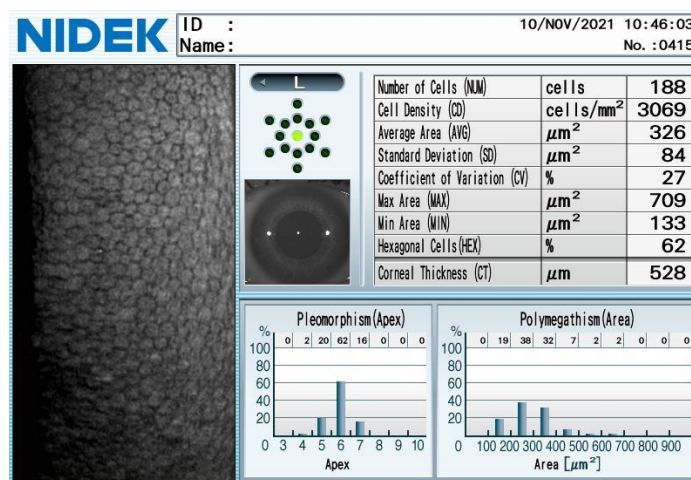 NIDEK
ID :
Name:
10/NOV/2021 10:46:03
No. :0415
L
Number of Cells (NUM) cells 188
Cell Density (CD) cells/mm² 3069
Average Area (AVG) μm² 326
Standard Deviation (SD) μm² 84
Coefficient of Variation (CV) % 27
Max Area (MAX) μm² 709
Min Area (MIN) μm² 133
Hexagonal Cells(HEX) % 62
Corneal Thickness (CT) μm 528
Pleomorphism(Apex)
% 0 2 20 62 16 0 0 0
100
80
60
40
20
0 3 4 5 6 7 8 9 10
Apex
Polymegathism(Area)
% 0 19 38 32 7 2 2 0 0 0
100
80
60
40
20
0 100 200 300 400 500 600 700 800 900
Area [μm²]